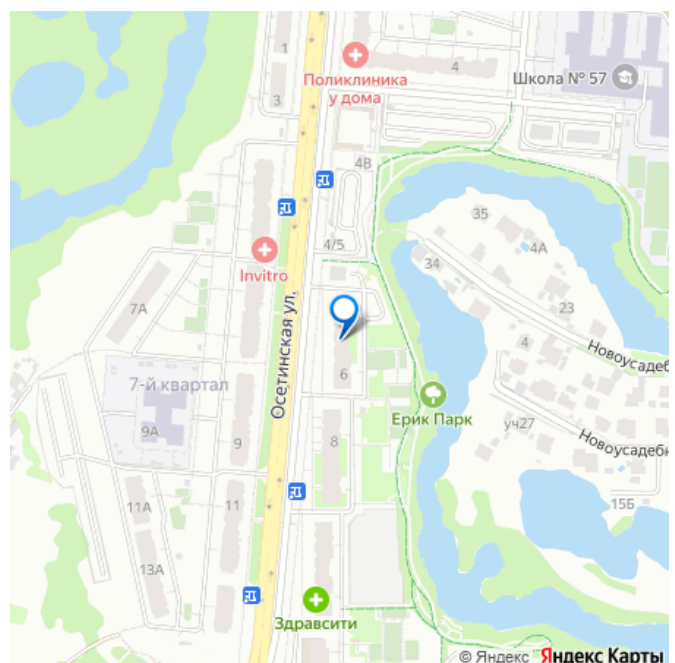 1
Поликлиника
у дома
4
Школа № 57
3
4В
35
4А
4/5
34
Invitro
7А
23
4
Новоусадеб
Осетинская ул.
7-й квартал
6
Ерик Парк
уч27
Новоусадебн
9А
9
8
11А
11
15Б
13А
Здравсити
© Яндекс Яндекс Карты